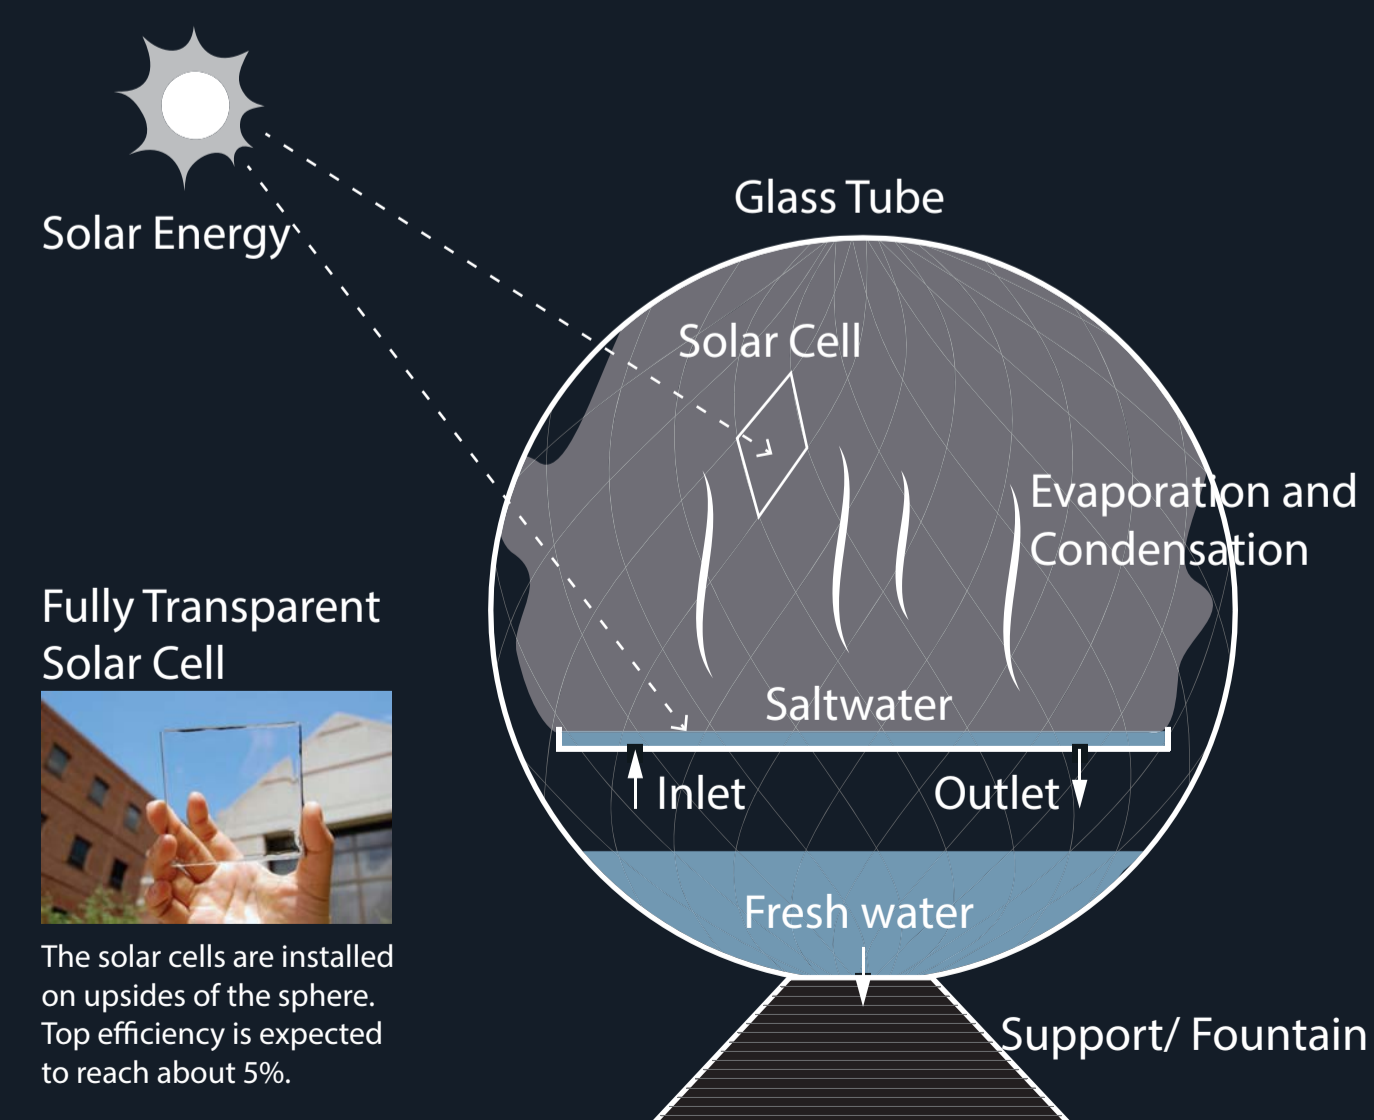 Solar Energy
Glass Tube
Solar Cell
Evaporation and
Condensation
Saltwater
Inlet
Outlet
Fresh water
Support/ Fountain
Fully Transparent
Solar Cell
The solar cells are installed
on upsides of the sphere.
Top efficiency is expected
to reach about 5%.